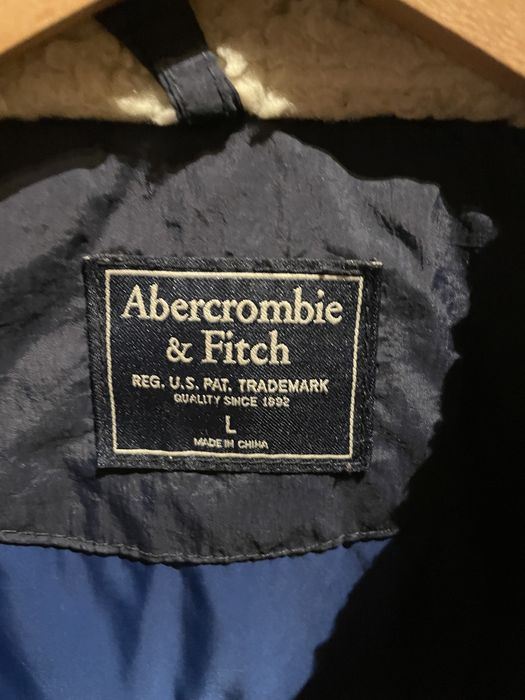 Abercrombie
& Fitch
REG. U.S. PAT. TRADEMARK
QUALITY SINCE 1892
L
MADE IN CHINA